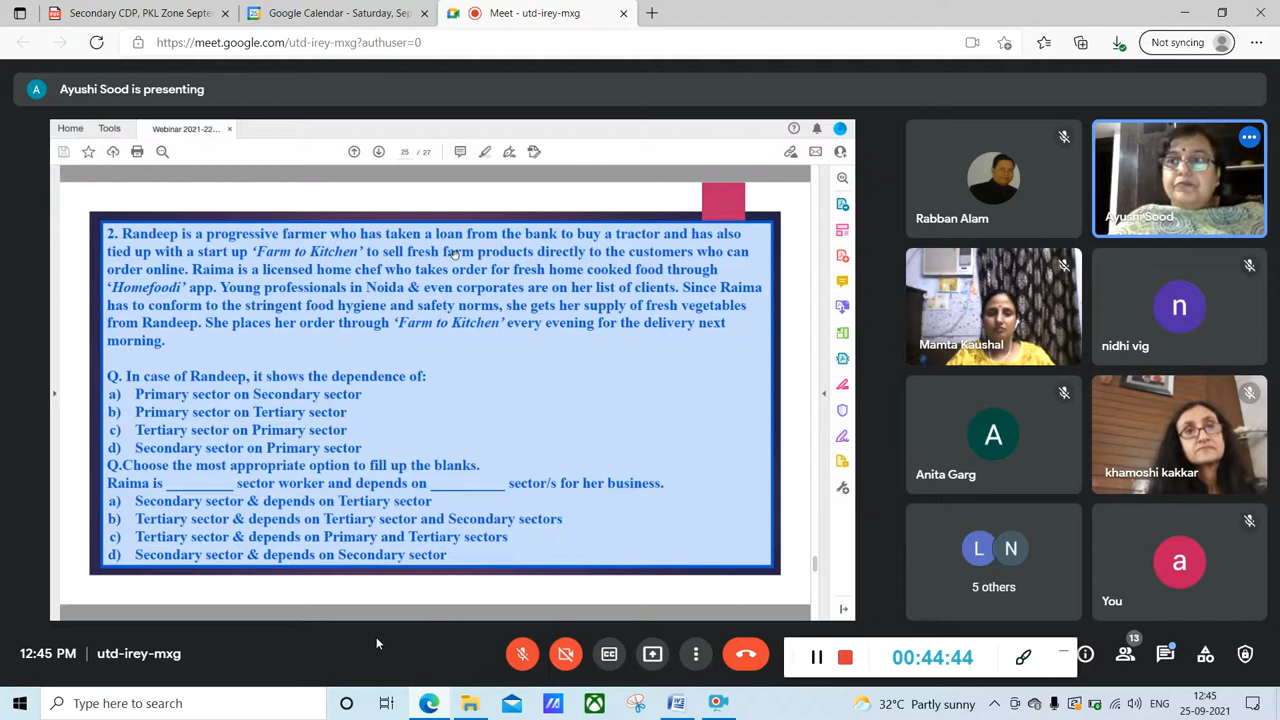 Secondary CDP, PKL Zone Septe
Google Calendar - Saturday, Sep
Meet - utd-irey-mxg
https://meet.google.com/utd-irey-mxg?authuser=0
Not syncing
A
Ayushi Sood is presenting
Home Tools Webinar 2021-22...
25 / 27
2. Randeep is a progressive farmer who has taken a loan from the bank to buy a tractor and has also
tied up with a start up ‘Farm to Kitchen’ to sell fresh farm products directly to the customers who can
order online. Raima is a licensed home chef who takes order for fresh home cooked food through
‘Homefoodi’ app. Young professionals in Noida & even corporates are on her list of clients. Since Raima
has to conform to the stringent food hygiene and safety norms, she gets her supply of fresh vegetables
from Randeep. She places her order through ‘Farm to Kitchen’ every evening for the delivery next
morning.
Q. In case of Randeep, it shows the dependence of:
a) Primary sector on Secondary sector
b) Primary sector on Tertiary sector
c) Tertiary sector on Primary sector
d) Secondary sector on Primary sector
Q.Choose the most appropriate option to fill up the blanks.
Raima is ________ sector worker and depends on _________ sector/s for her business.
a) Secondary sector & depends on Tertiary sector
b) Tertiary sector & depends on Tertiary sector and Secondary sectors
c) Tertiary sector & depends on Primary and Tertiary sectors
d) Secondary sector & depends on Secondary sector
Rabban Alam
Ayushi Sood
Mamta Kaushal
n
nidhi vig
A
Anita Garg
khamoshi kakkar
L N
5 others
a
You
12:45 PM | utd-irey-mxg
00:44:44
13
Type here to search
32°C Partly sunny
ENG
12:45
25-09-2021